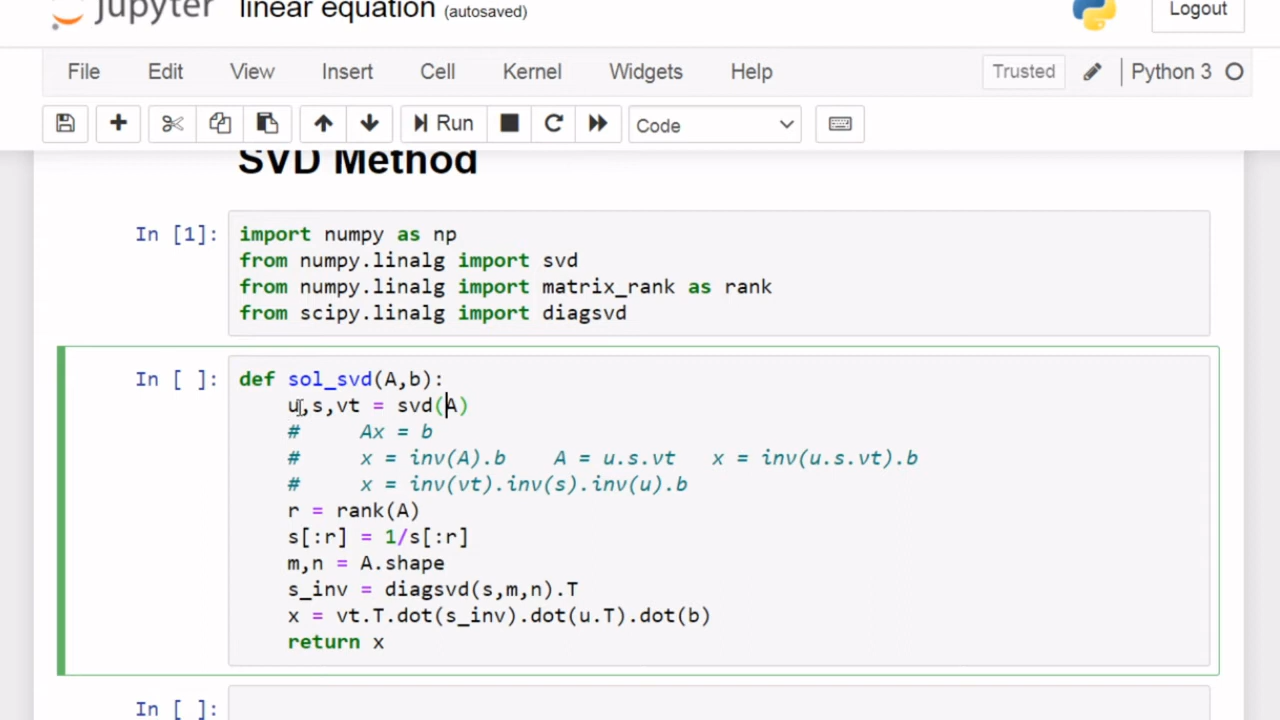 jupyter linear equation (autosaved) Logout
File Edit View Insert Cell Kernel Widgets Help Trusted Python 3
Run Code
SVD Method
In [1]: import numpy as np
from numpy.linalg import svd
from numpy.linalg import matrix_rank as rank
from scipy.linalg import diagsvd
In [ ]: def sol_svd(A,b):
u,s,vt = svd(A)
# Ax = b
# x = inv(A).b A = u.s.vt x = inv(u.s.vt).b
# x = inv(vt).inv(s).inv(u).b
r = rank(A)
s[:r] = 1/s[:r]
m,n = A.shape
s_inv = diagsvd(s,m,n).T
x = vt.T.dot(s_inv).dot(u.T).dot(b)
return x
In [ ]: